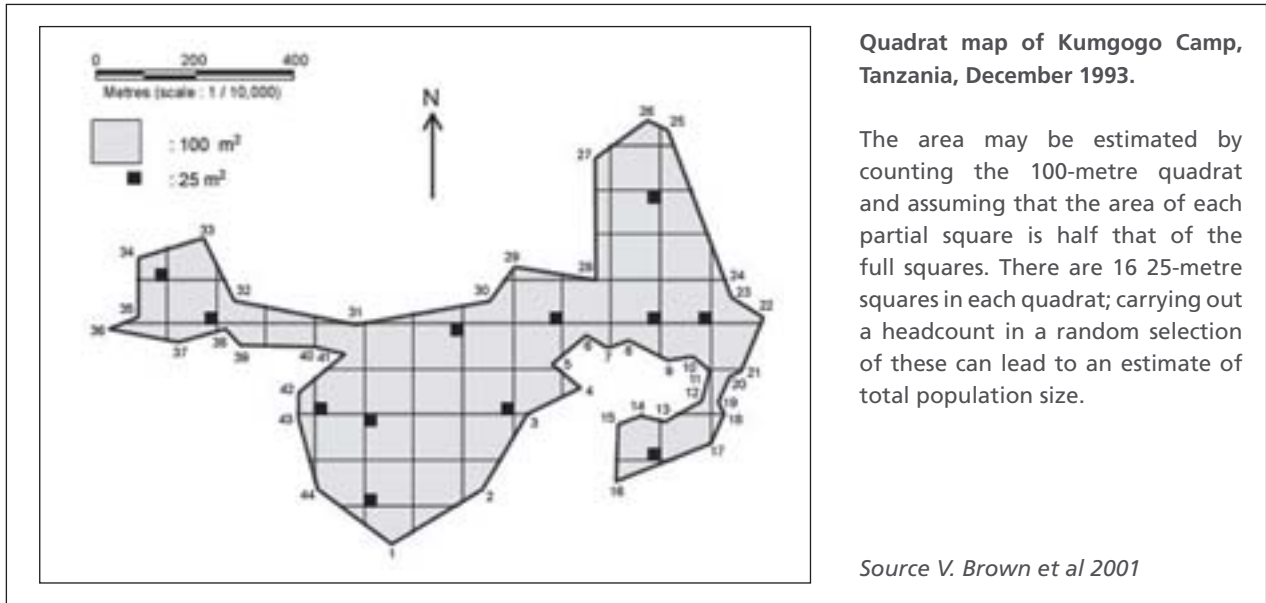 0 200 400
Metres (scale : 1 / 10,000)
N
: 100 m²
: 25 m²
26
25
27
33
34
29
28
24
23
32
30
22
35
31
36
38
6
37
39
40
41
7
8
5
9
10
21
11
20
42
4
12
19
43
3
15
14
13
18
17
44
2
16
1
Quadrat map of Kumgogo Camp,
Tanzania, December 1993.
The area may be estimated by
counting the 100-metre quadrat
and assuming that the area of each
partial square is half that of the
full squares. There are 16 25-metre
squares in each quadrat; carrying out
a headcount in a random selection
of these can lead to an estimate of
total population size.
Source V. Brown et al 2001